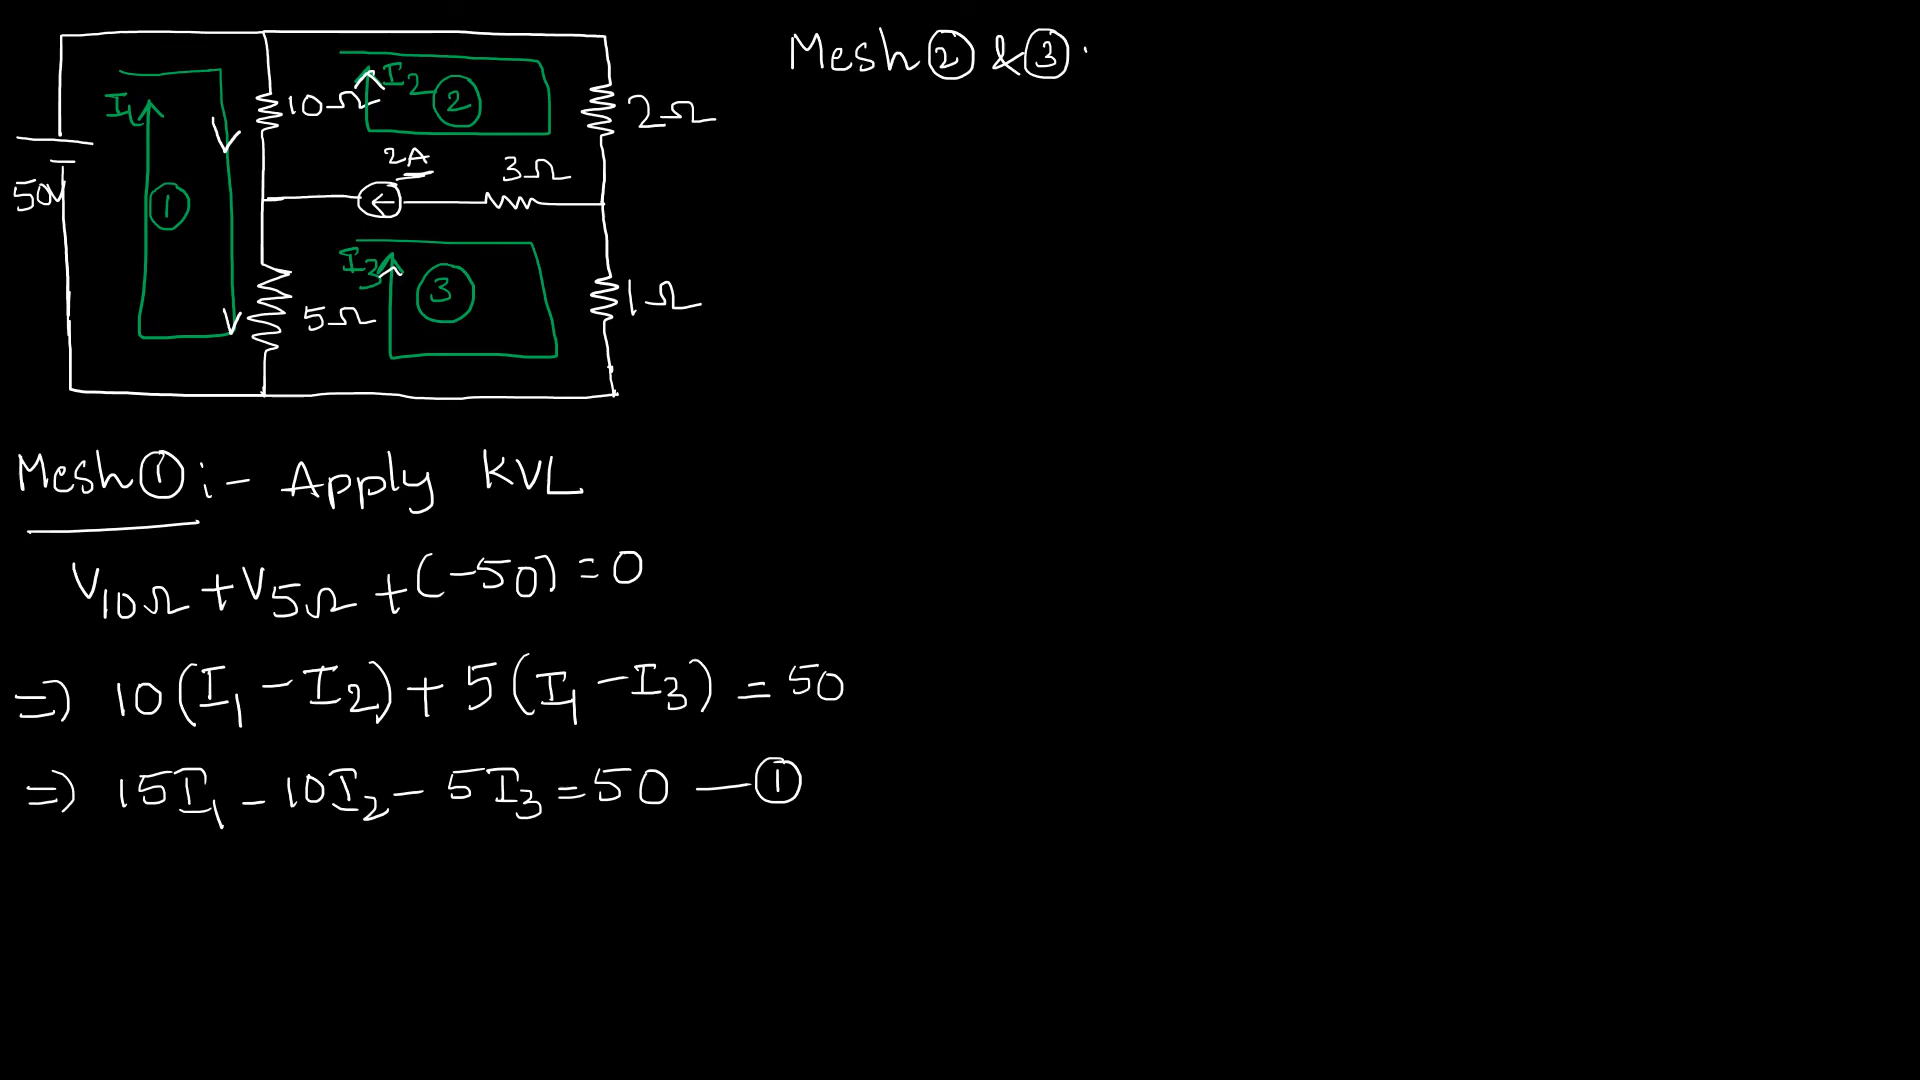 Mesh ② & ③
I1
10Ω
I2
②
2Ω
2A
3Ω
50V
①
I3
③
5Ω
1Ω
Mesh ① :- Apply KVL
V10Ω + V5Ω + (-50) = 0
=> 10(I1 - I2) + 5(I1 - I3) = 50
=> 15I1 - 10I2 - 5I3 = 50 — ①